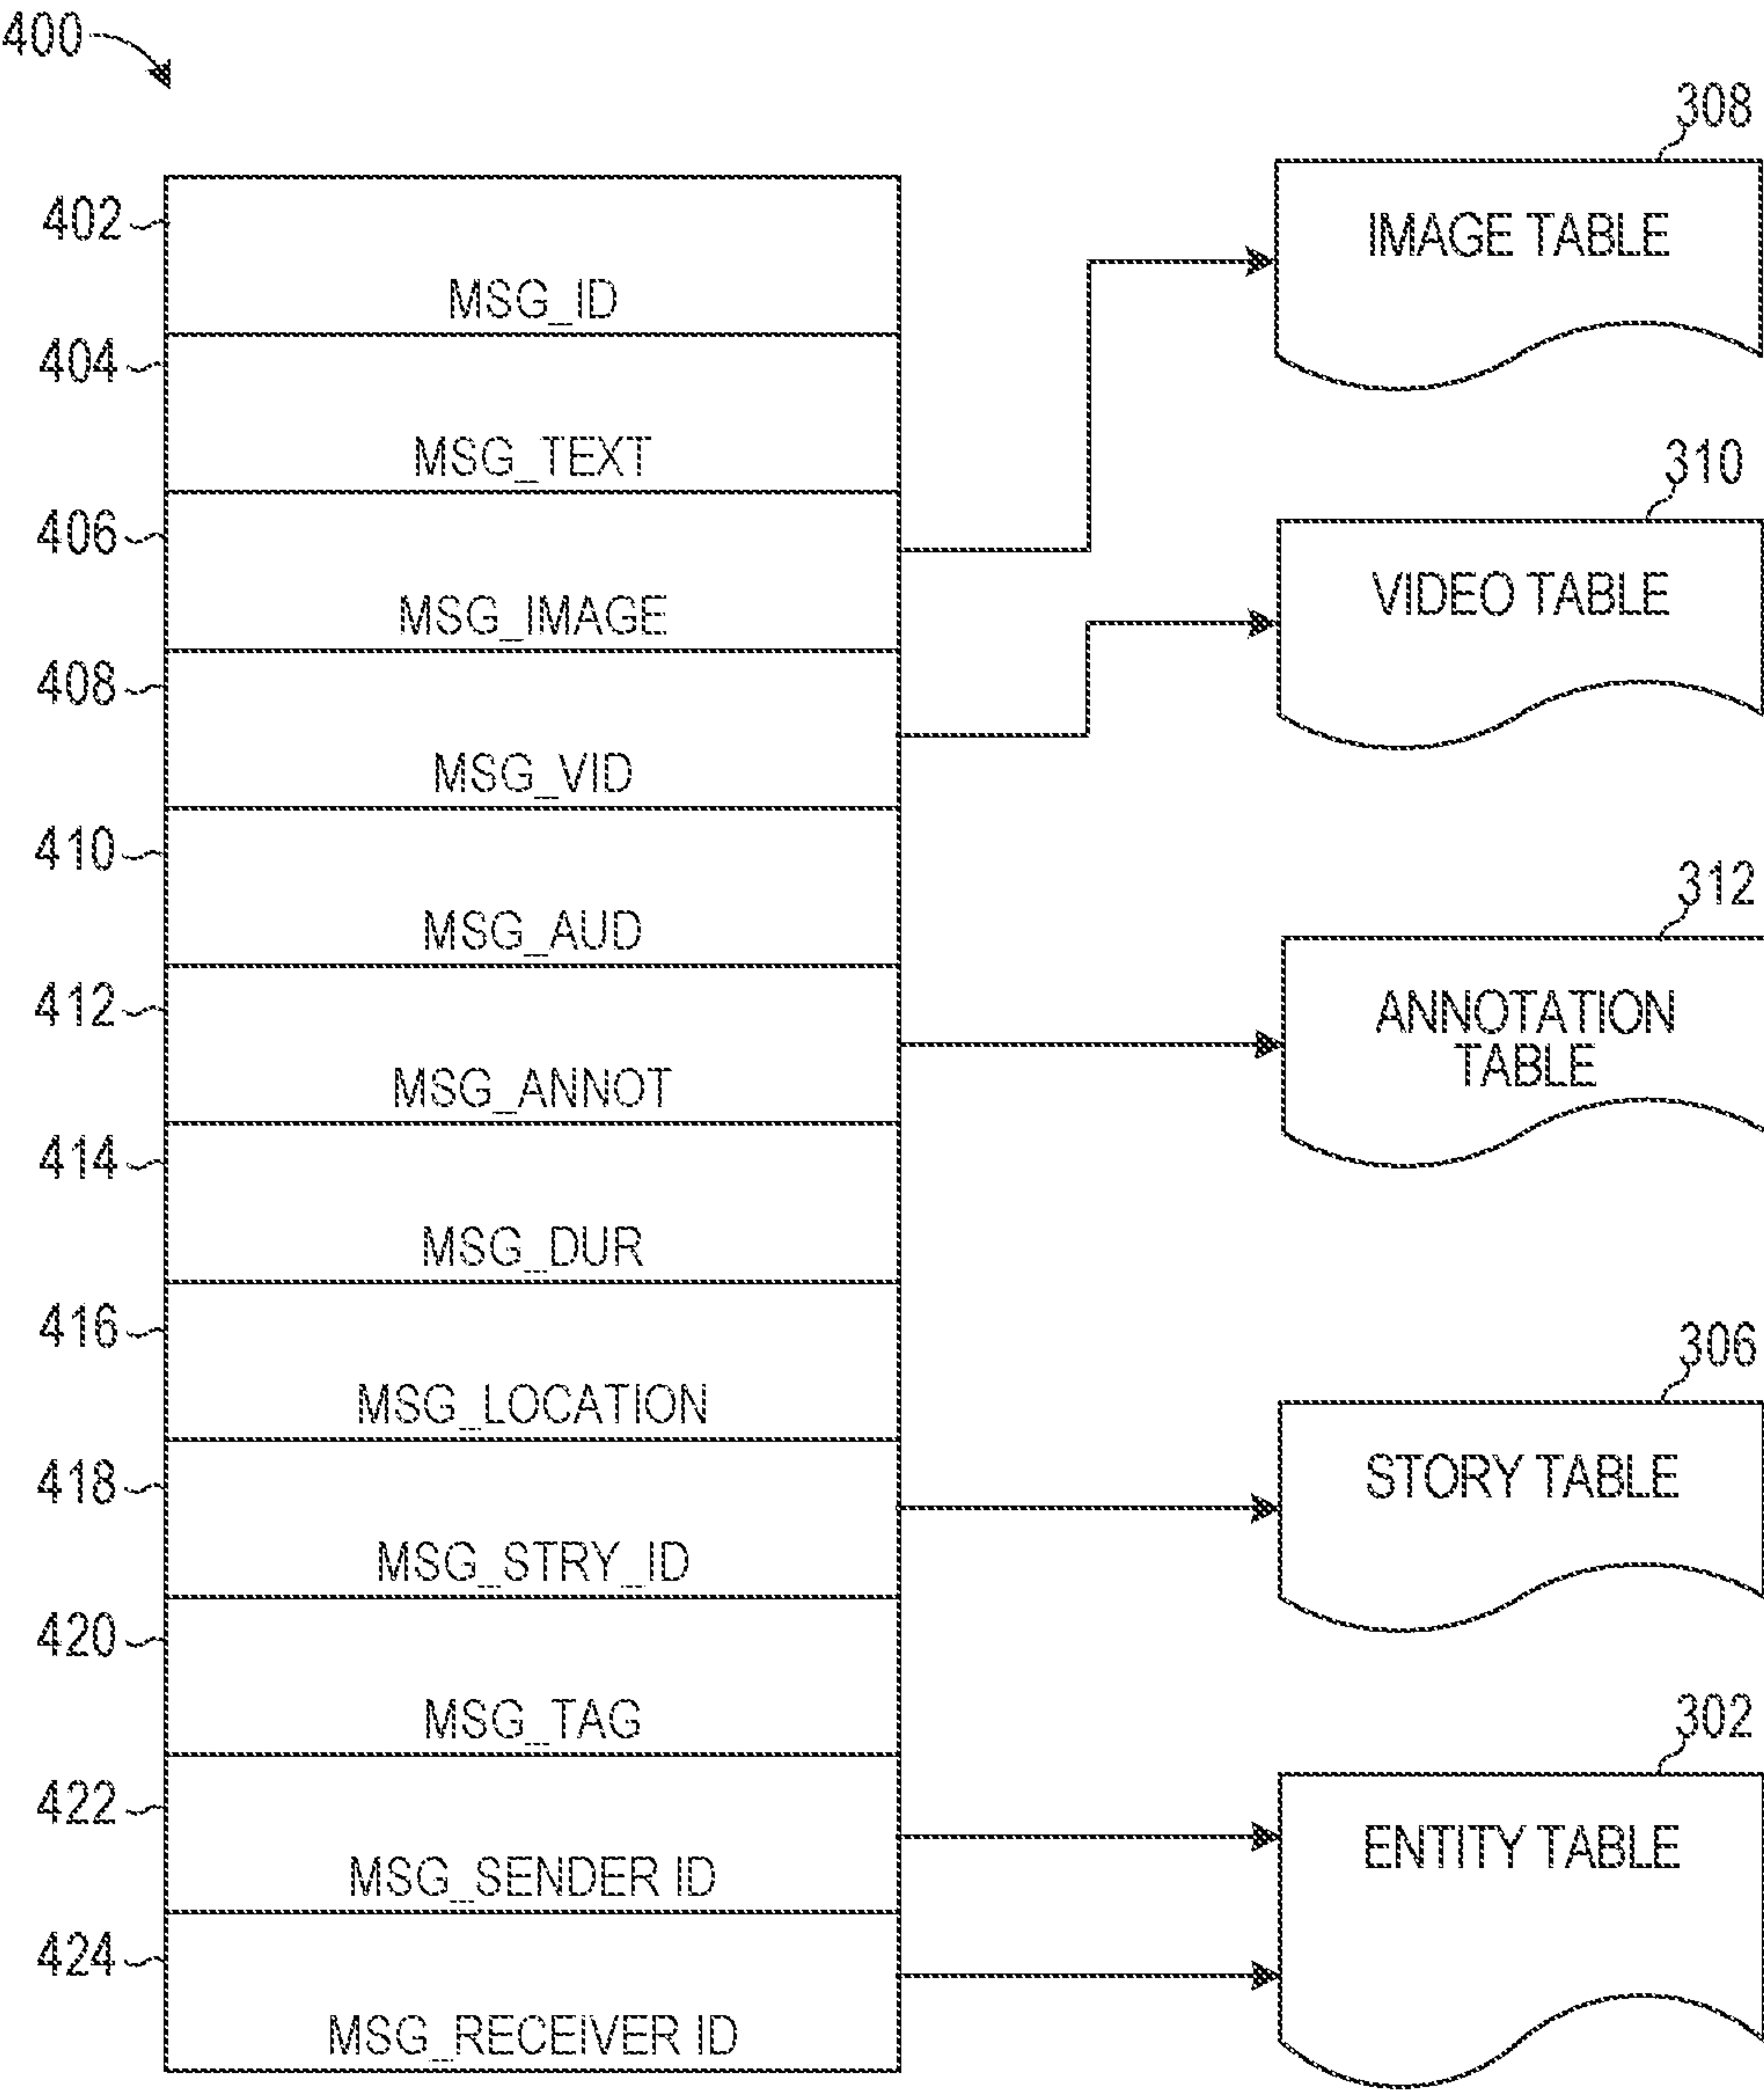 400
308
402
IMAGE TABLE
MSG_ID
404
MSG_TEXT
310
406
VIDEO TABLE
MSG_IMAGE
408
MSG_VID
410
312
MSG_AUD
412
ANNOTATION
TABLE
MSG_ANNOT
414
MSG_DUR
416
306
MSG_LOCATION
418
STORY TABLE
MSG_STRY_ID
420
302
MSG_TAG
422
ENTITY TABLE
MSG_SENDER ID
424
MSG_RECEIVER ID